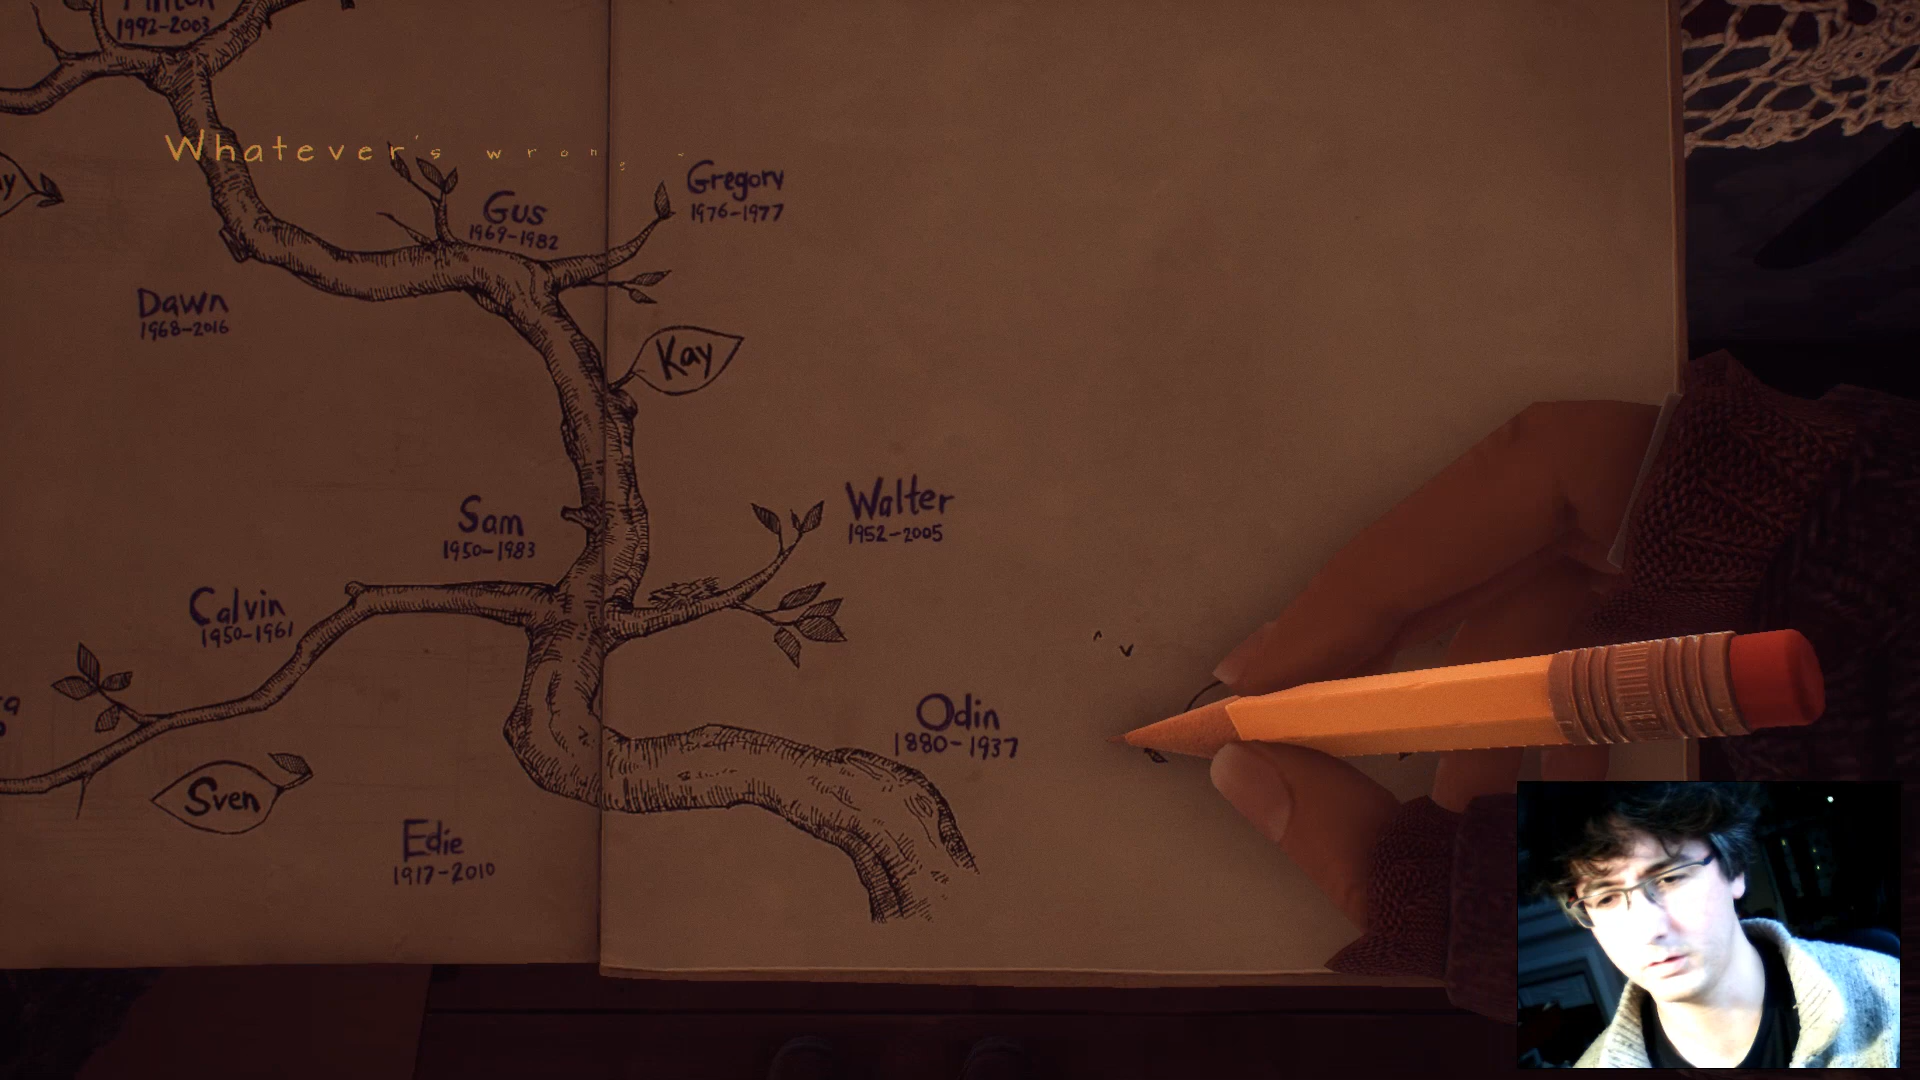 1992-2003
Whatever's wron
Gregory
1976-1977
Gus
1969-1982
Dawn
1968-2016
Kay
Walter
1952-2005
Sam
1950-1983
Calvin
1950-1961
Odin
1880-1937
Sven
Edie
1917-2010